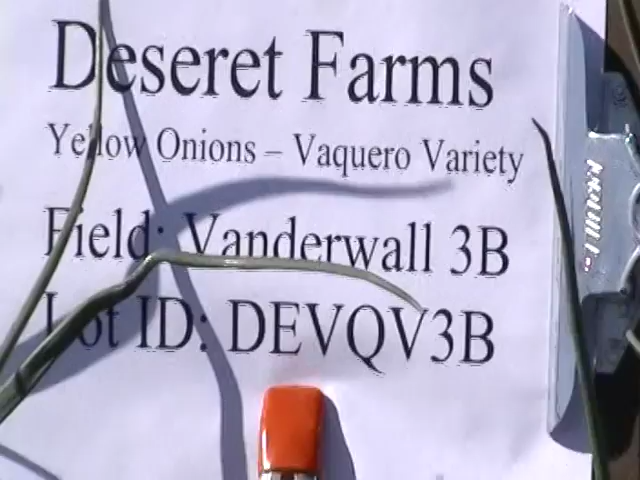 Deseret Farms
Yellow Onions – Vaquero Variety
Field: Vanderwall 3B
Lot ID: DEVQV3B